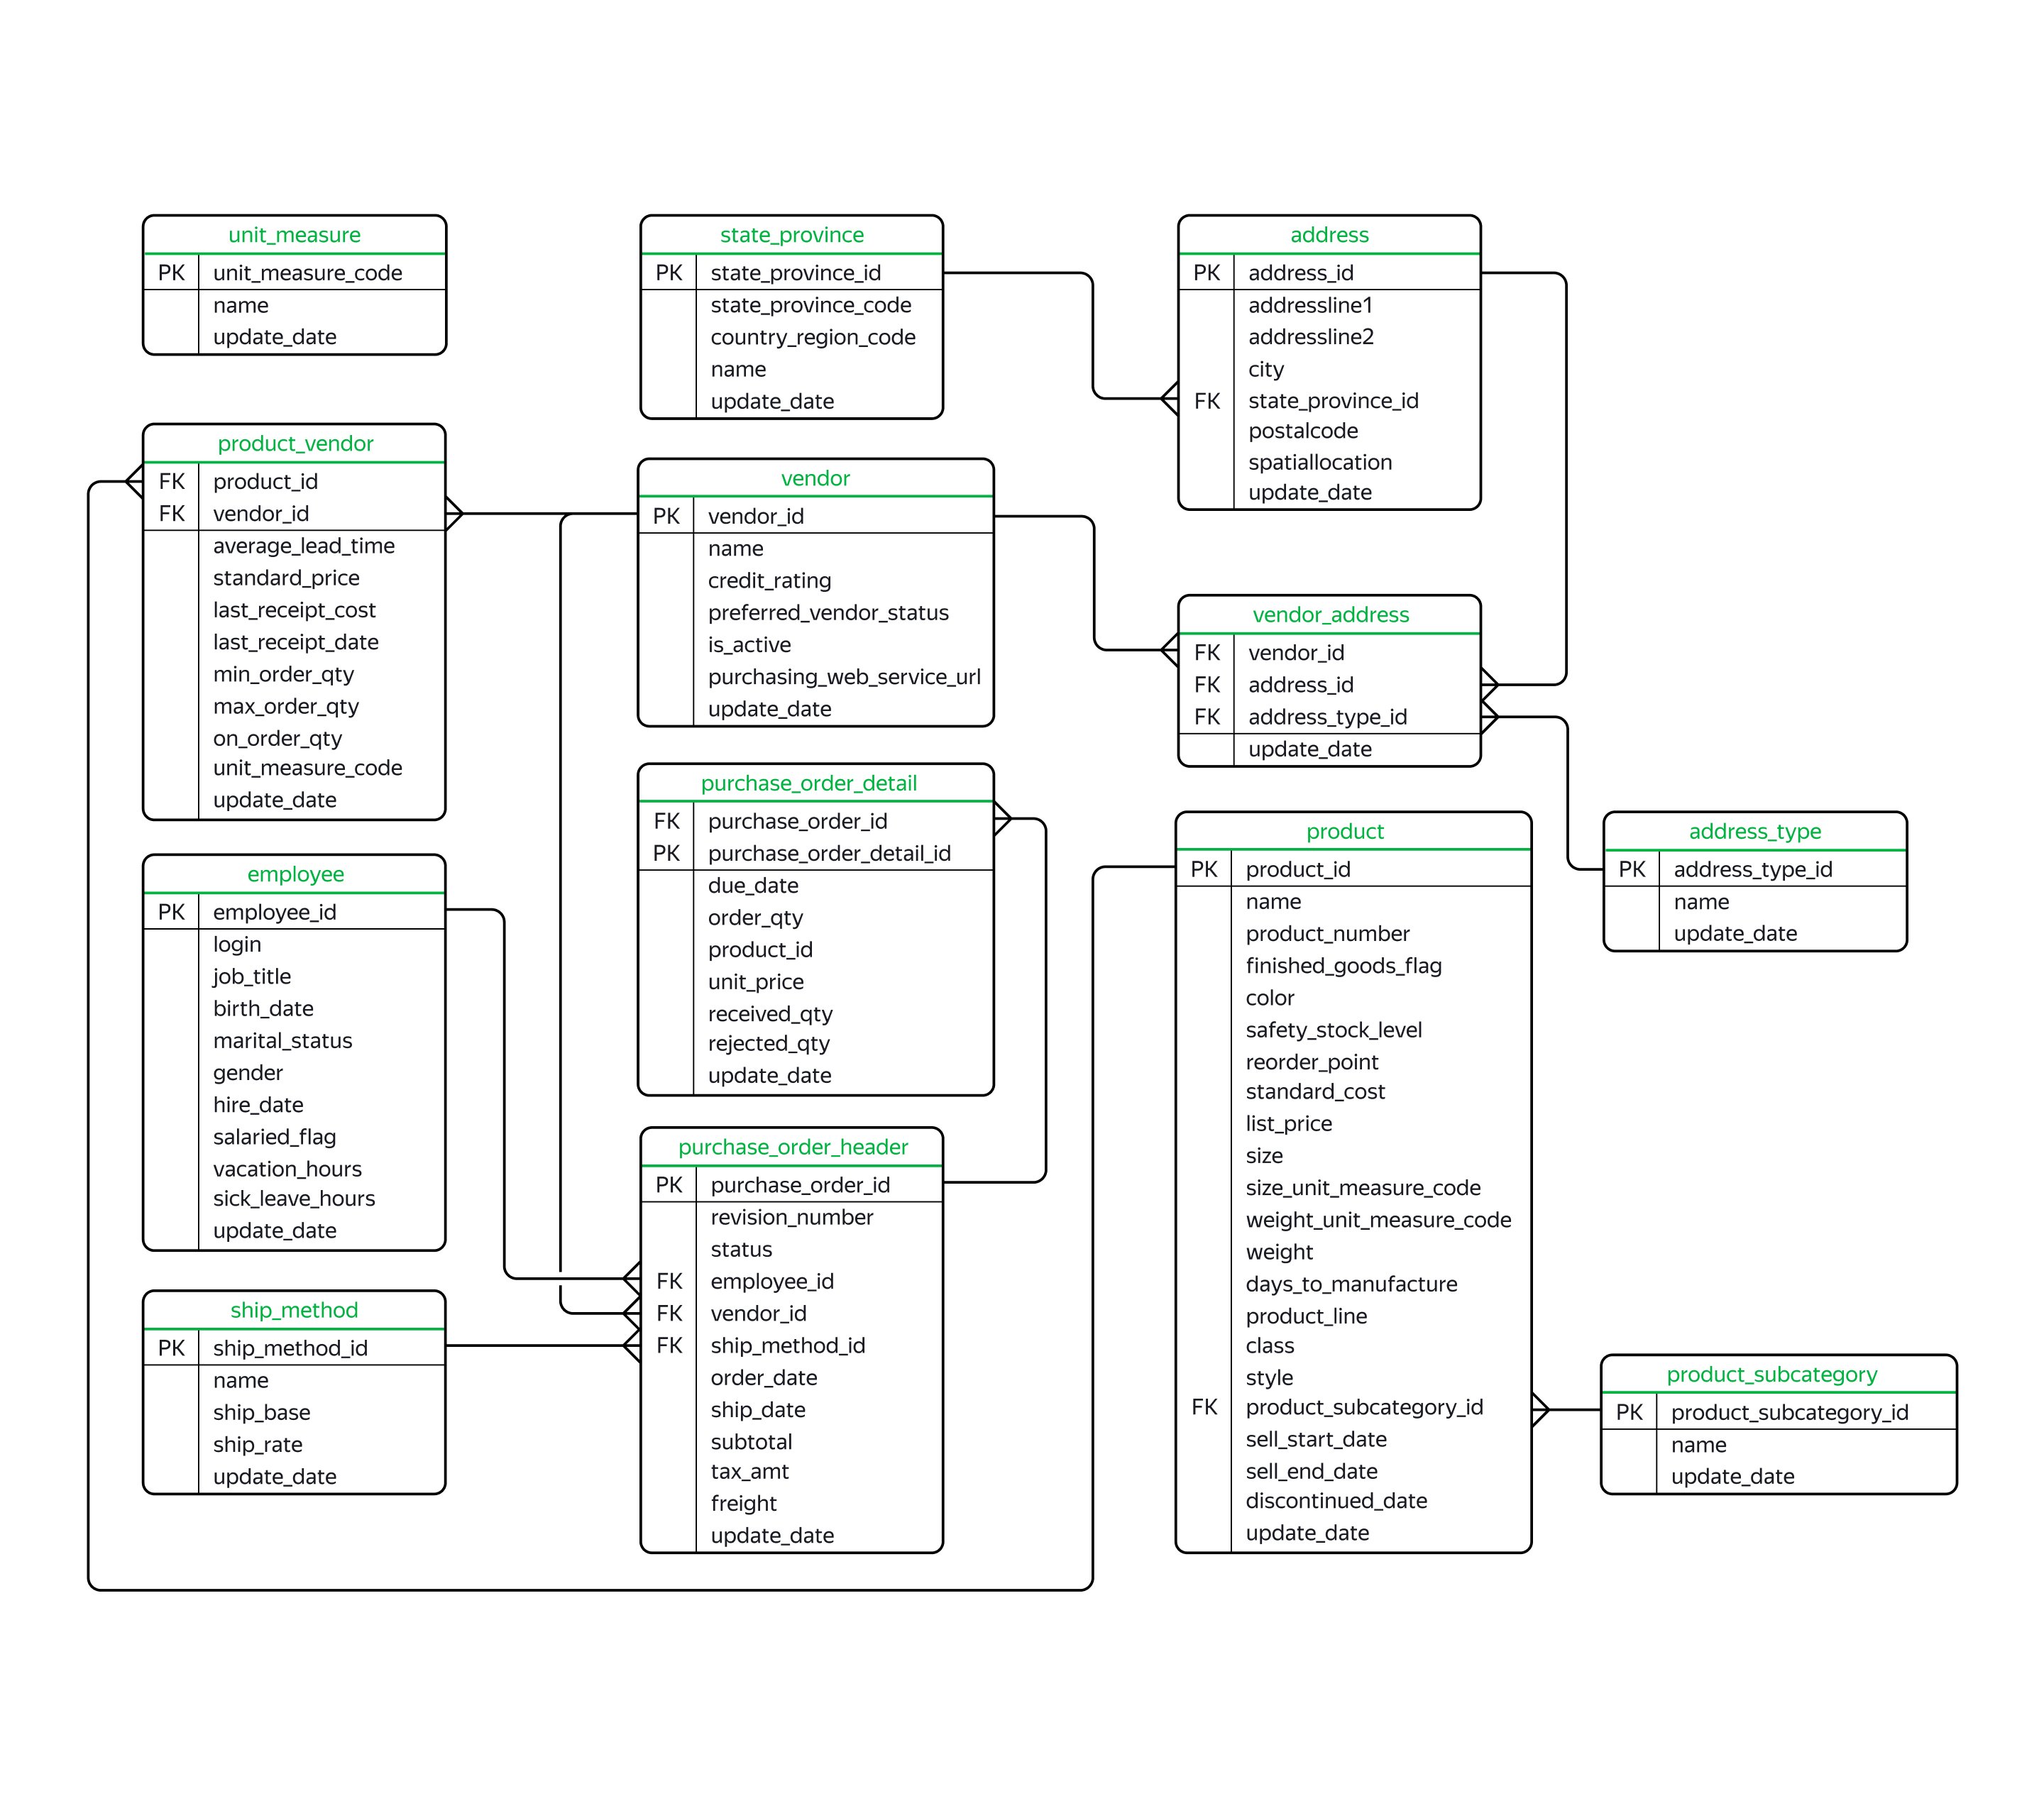 unit_measure
PK unit_measure_code
name
update_date
state_province
PK state_province_id
state_province_code
country_region_code
name
update_date
address
PK address_id
addressline1
addressline2
city
FK state_province_id
postalcode
spatiallocation
update_date
product_vendor
FK product_id
FK vendor_id
average_lead_time
standard_price
last_receipt_cost
last_receipt_date
min_order_qty
max_order_qty
on_order_qty
unit_measure_code
update_date
vendor
PK vendor_id
name
credit_rating
preferred_vendor_status
is_active
purchasing_web_service_url
update_date
vendor_address
FK vendor_id
FK address_id
FK address_type_id
update_date
purchase_order_detail
FK purchase_order_id
PK purchase_order_detail_id
due_date
order_qty
product_id
unit_price
received_qty
rejected_qty
update_date
product
PK product_id
name
product_number
finished_goods_flag
color
safety_stock_level
reorder_point
standard_cost
list_price
size
size_unit_measure_code
weight_unit_measure_code
weight
days_to_manufacture
product_line
class
style
FK product_subcategory_id
sell_start_date
sell_end_date
discontinued_date
update_date
address_type
PK address_type_id
name
update_date
employee
PK employee_id
login
job_title
birth_date
marital_status
gender
hire_date
salaried_flag
vacation_hours
sick_leave_hours
update_date
purchase_order_header
PK purchase_order_id
revision_number
status
FK employee_id
FK vendor_id
FK ship_method_id
order_date
ship_date
subtotal
tax_amt
freight
update_date
ship_method
PK ship_method_id
name
ship_base
ship_rate
update_date
product_subcategory
PK product_subcategory_id
name
update_date